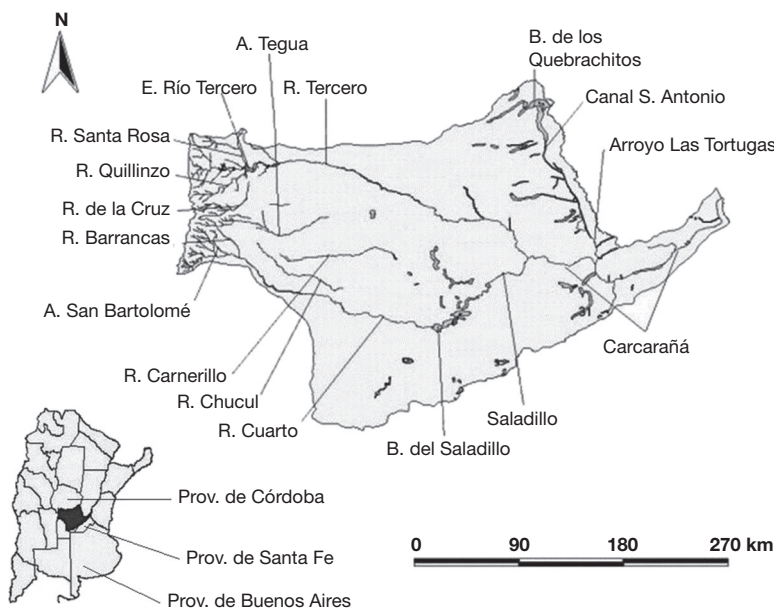 N
A. Tegua
B. de los
Quebrachitos
E. Río Tercero
R. Tercero
Canal S. Antonio
R. Santa Rosa
Arroyo Las Tortugas
R. Quillinzo
R. de la Cruz
R. Barrancas
A. San Bartolomé
Carcarañá
R. Carnerillo
R. Chucul
R. Cuarto
Saladillo
B. del Saladillo
Prov. de Córdoba
Prov. de Santa Fe
Prov. de Buenos Aires
0 90 180 270 km